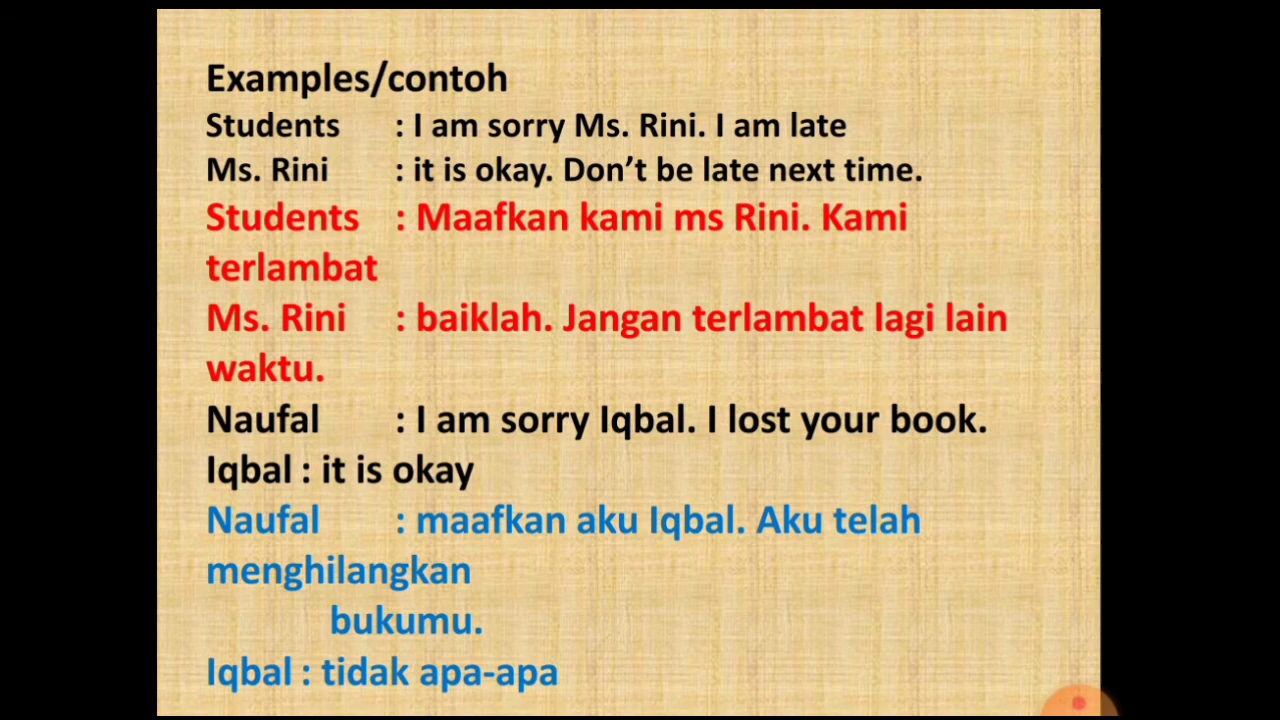 Examples/contoh
Students : I am sorry Ms. Rini. I am late
Ms. Rini : it is okay. Don’t be late next time.
Students : Maafkan kami ms Rini. Kami
terlambat
Ms. Rini : baiklah. Jangan terlambat lagi lain
waktu.
Naufal : I am sorry Iqbal. I lost your book.
Iqbal : it is okay
Naufal : maafkan aku Iqbal. Aku telah
menghilangkan
bukumu.
Iqbal : tidak apa-apa